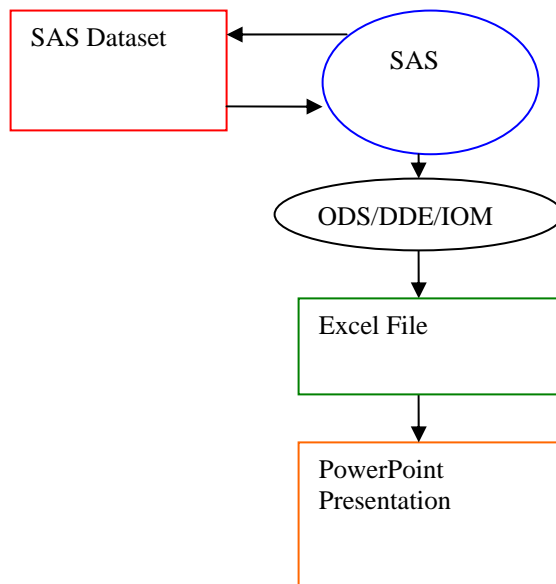 SAS Dataset
SAS
ODS/DDE/IOM
Excel File
PowerPoint
Presentation